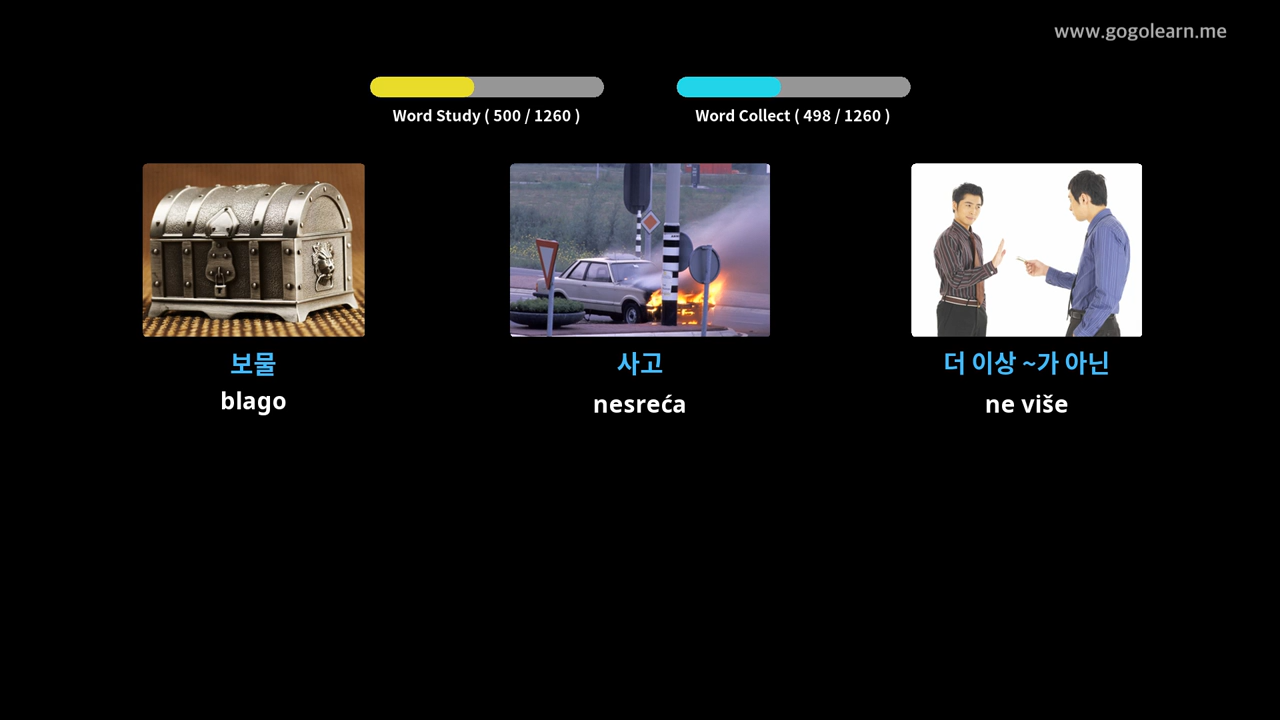 www.gogolearn.me
Word Study ( 500 / 1260 )
Word Collect ( 498 / 1260 )
보물
사고
더 이상 ~가 아닌
blago
nesreća
ne više